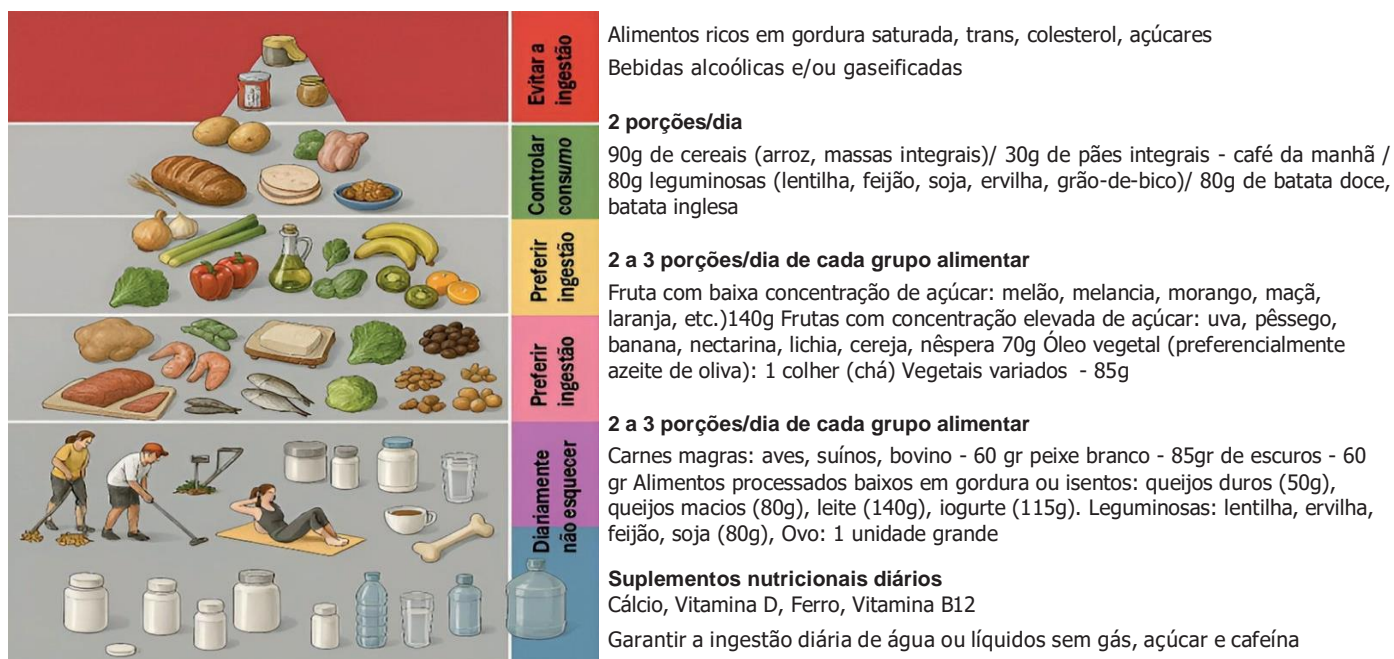 Evitar a
ingestão
Alimentos ricos em gordura saturada, trans, colesterol, açúcares
Bebidas alcoólicas e/ou gaseificadas
Controlar
consumo
2 porções/dia
90g de cereais (arroz, massas integrais)/ 30g de pães integrais - café da manhã /
80g leguminosas (lentilha, feijão, soja, ervilha, grão-de-bico)/ 80g de batata doce,
batata inglesa
Preferir
ingestão
2 a 3 porções/dia de cada grupo alimentar
Fruta com baixa concentração de açúcar: melão, melancia, morango, maçã,
laranja, etc.)140g Frutas com concentração elevada de açúcar: uva, pêssego,
banana, nectarina, lichia, cereja, nêspera 70g Óleo vegetal (preferencialmente
azeite de oliva): 1 colher (chá) Vegetais variados - 85g
Preferir
ingestão
2 a 3 porções/dia de cada grupo alimentar
Carnes magras: aves, suínos, bovino - 60 gr peixe branco - 85gr de escuros - 60
gr Alimentos processados baixos em gordura ou isentos: queijos duros (50g),
queijos macios (80g), leite (140g), iogurte (115g). Leguminosas: lentilha, ervilha,
feijão, soja (80g), Ovo: 1 unidade grande
Diariamente
não esquecer
Suplementos nutricionais diários
Cálcio, Vitamina D, Ferro, Vitamina B12
Garantir a ingestão diária de água ou líquidos sem gás, açúcar e cafeína